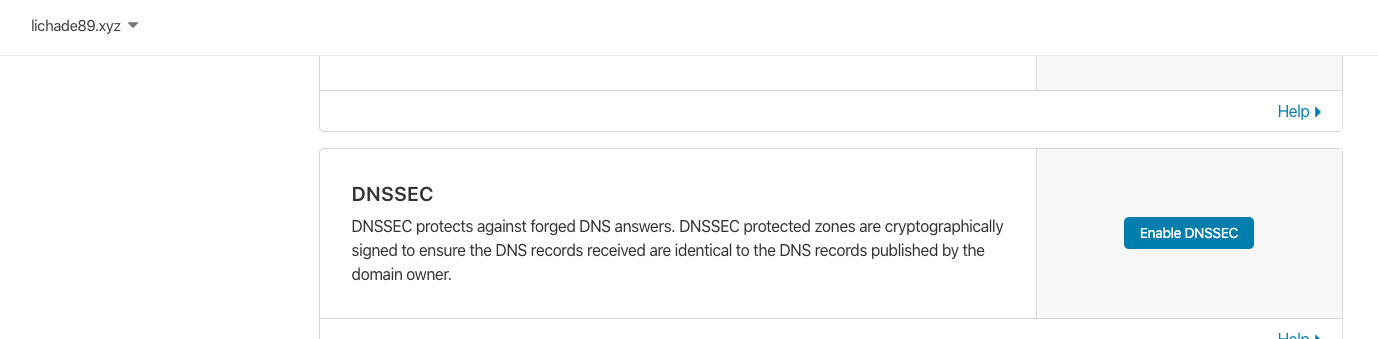 lichade89.xyz
Help
DNSSEC
DNSSEC protects against forged DNS answers. DNSSEC protected zones are cryptographically
signed to ensure the DNS records received are identical to the DNS records published by the
domain owner.
Enable DNSSEC
Help